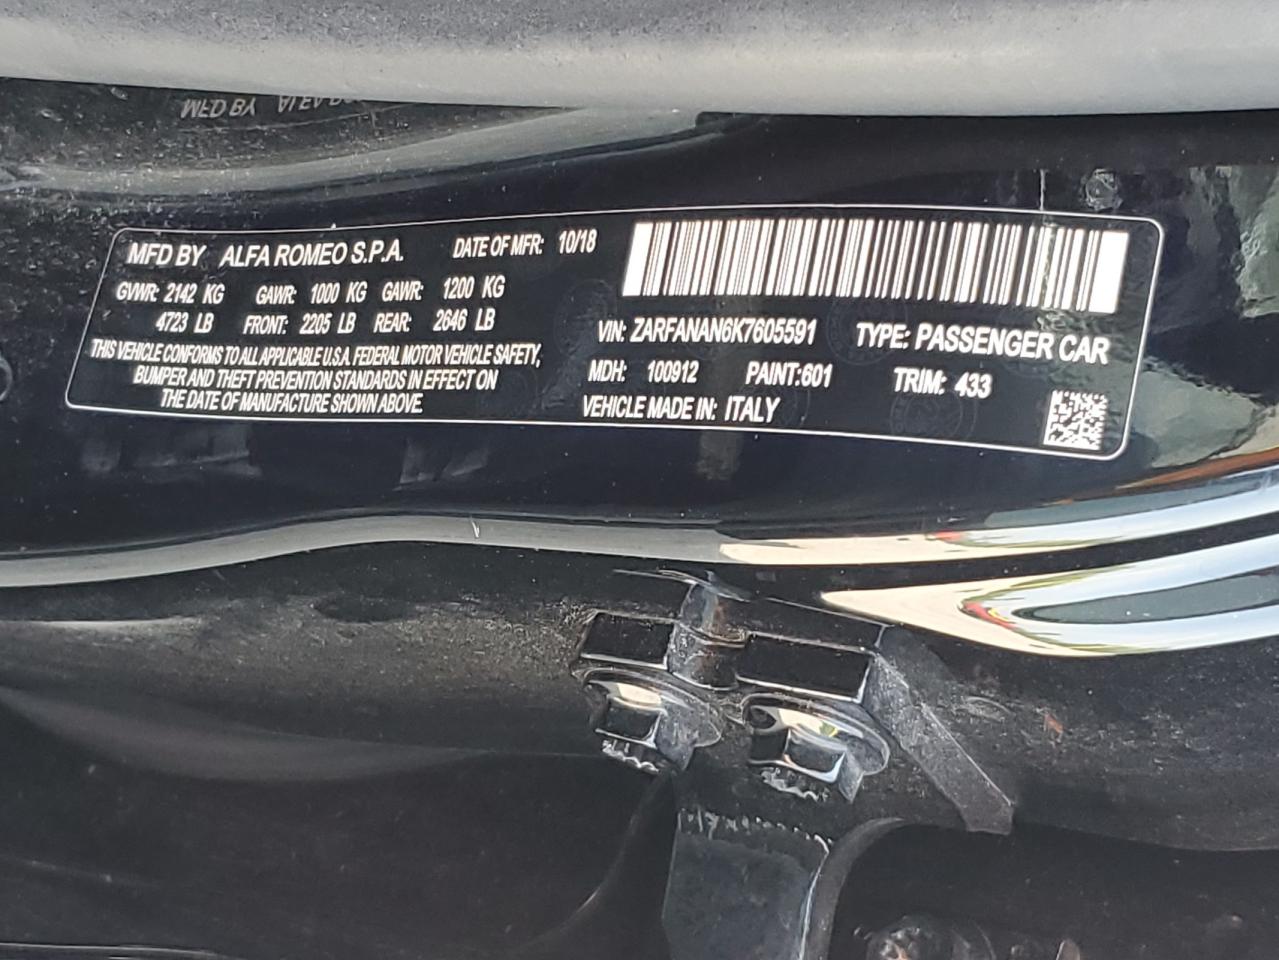 MFD BY ALFA
MFD BY ALFA ROMEO S.P.A. DATE OF MFR: 10/18
GVWR: 2142 KG GAWR: 1000 KG GAWR: 1200 KG
4723 LB FRONT: 2205 LB REAR: 2646 LB
THIS VEHICLE CONFORMS TO ALL APPLICABLE U.S.A. FEDERAL MOTOR VEHICLE SAFETY,
BUMPER AND THEFT PREVENTION STANDARDS IN EFFECT ON
THE DATE OF MANUFACTURE SHOWN ABOVE.
VIN: ZARFANAN6K7605591 TYPE: PASSENGER CAR
MDH: 100912 PAINT:601 TRIM: 433
VEHICLE MADE IN: ITALY